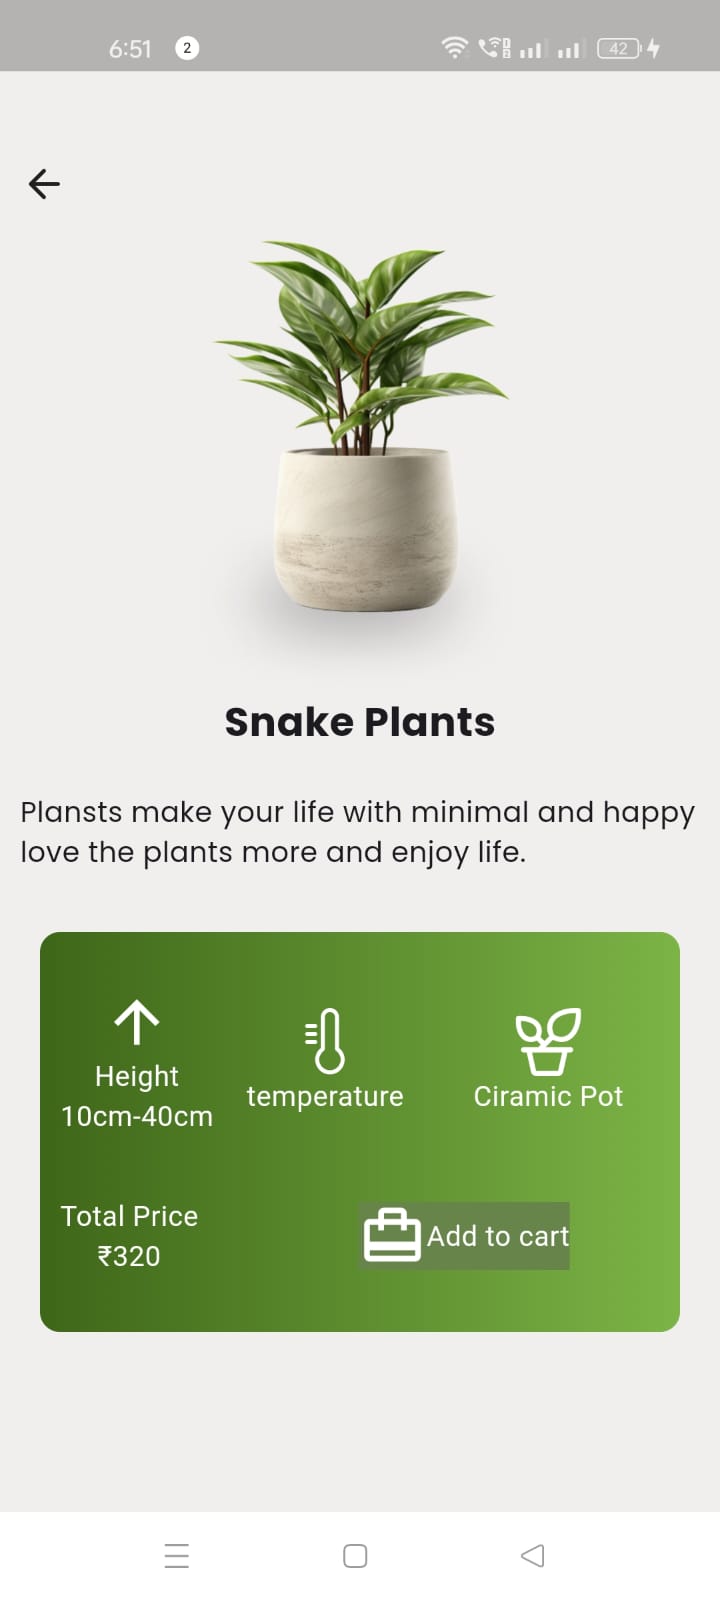 6:51 2 42
Snake Plants
Plansts make your life with minimal and happy
love the plants more and enjoy life.
Height
10cm-40cm
temperature
Ciramic Pot
Total Price
₹320
Add to cart